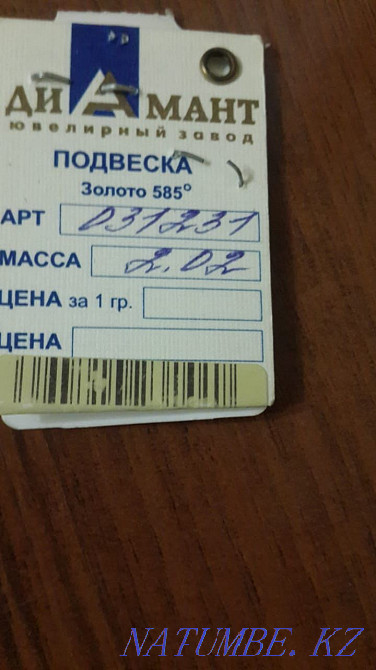 ДИАМАНТ
ювелирный завод
ПОДВЕСКА
Золото 585°
АРТ 031231
МАССА 2.02
ЦЕНА за 1 гр.
ЦЕНА
NATUMBE.KZ